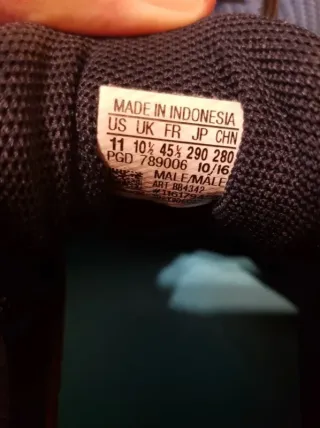 MADE IN INDONESIA
US UK FR JP CHN
11 10½ 45⅓ 290 280
PGD 789006 10/16
MALE/MALE
ART